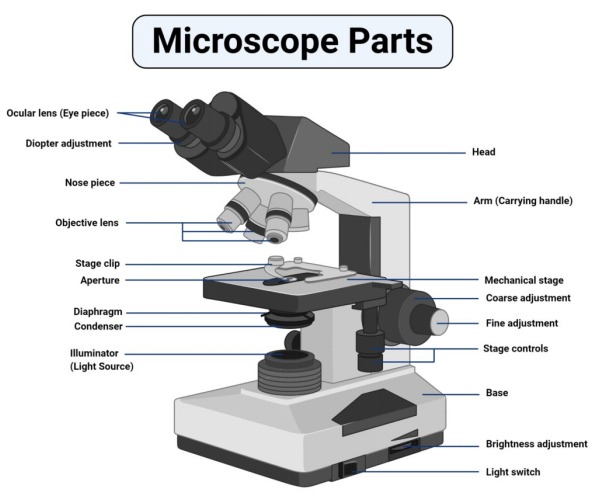 Microscope Parts
Ocular lens (Eye piece)
Diopter adjustment
Nose piece
Objective lens
Stage clip
Aperture
Diaphragm
Condenser
Illuminator
(Light Source)
Head
Arm (Carrying handle)
Mechanical stage
Coarse adjustment
Fine adjustment
Stage controls
Base
Brightness adjustment
Light switch